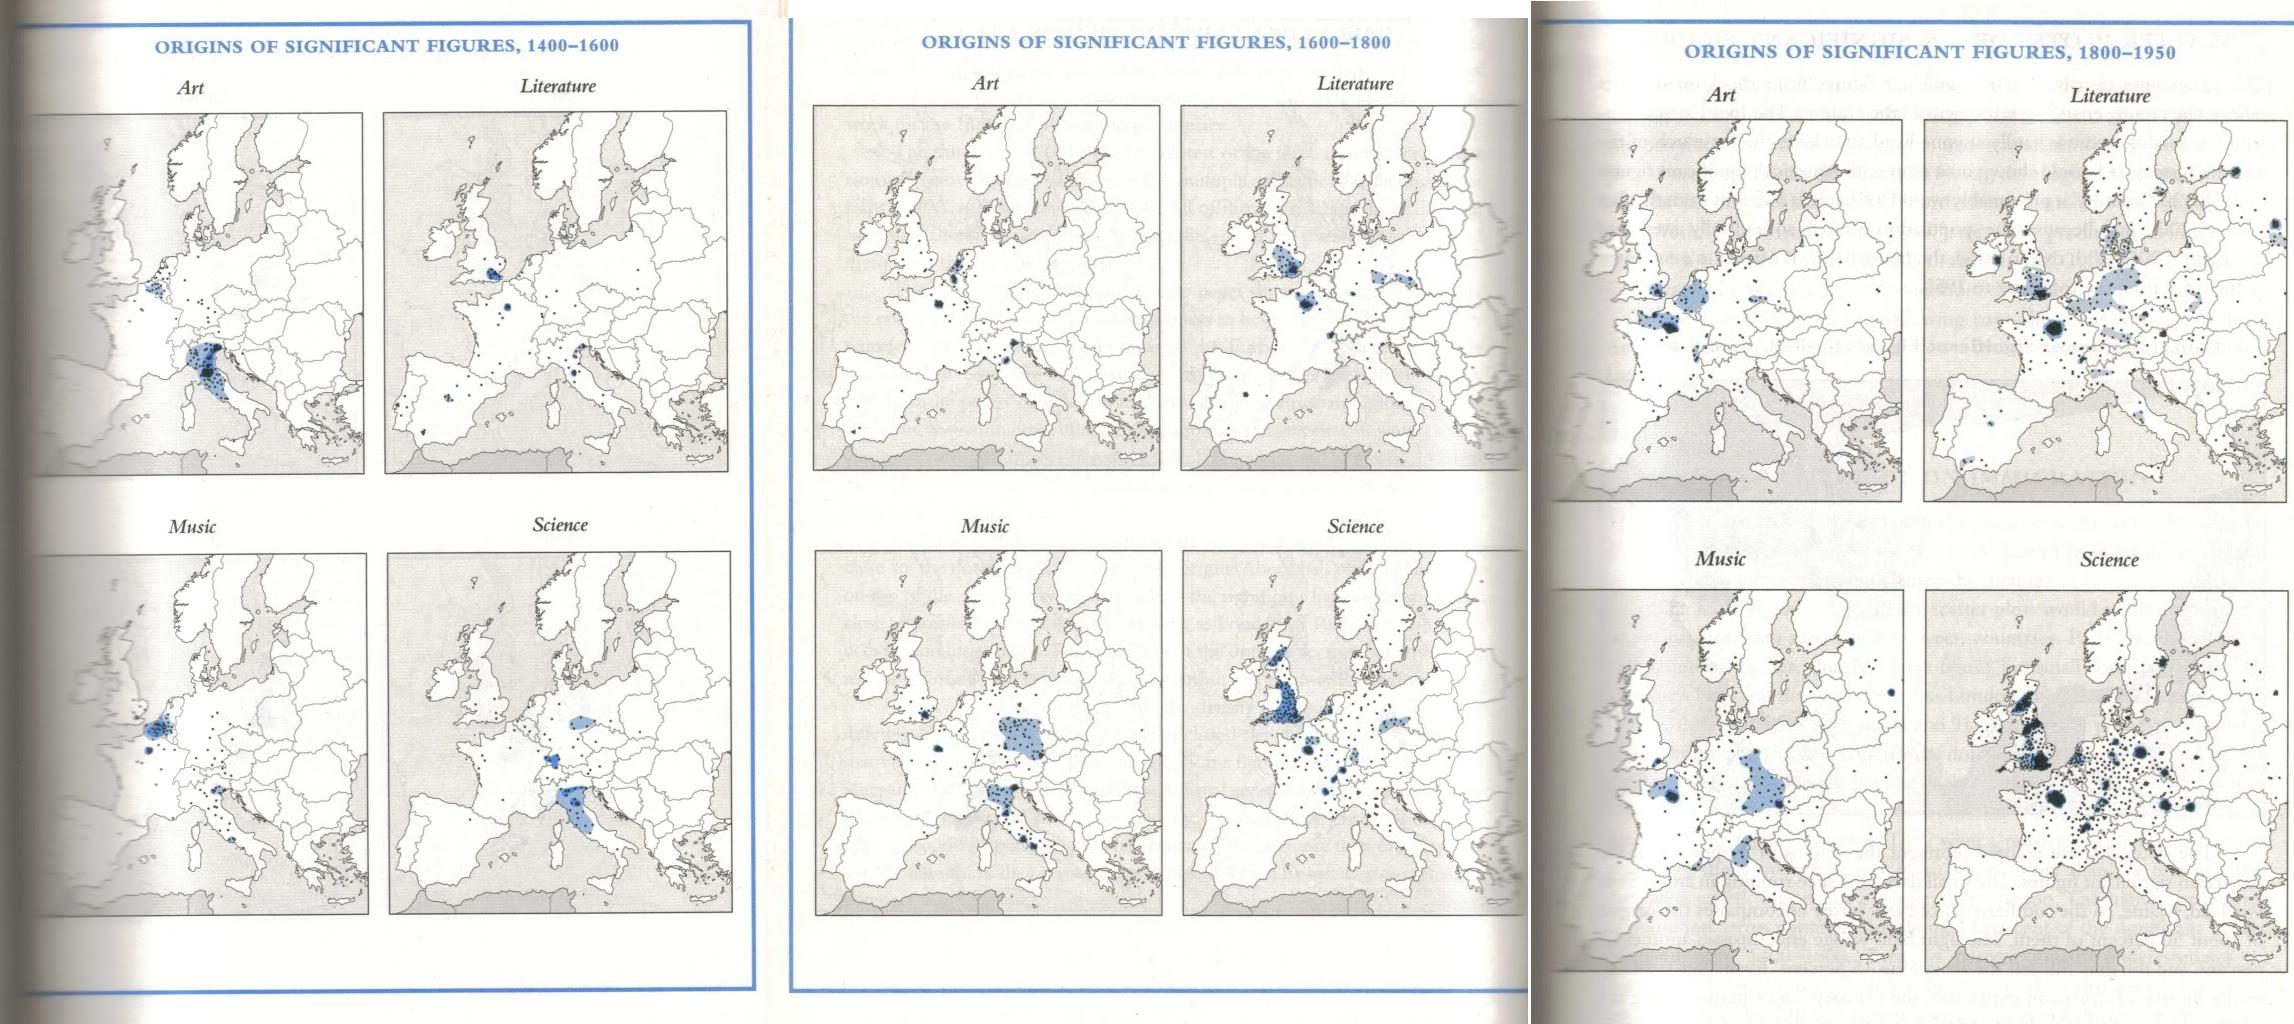 ORIGINS OF SIGNIFICANT FIGURES, 1400–1600
Art
Literature
Music
Science
ORIGINS OF SIGNIFICANT FIGURES, 1600–1800
Art
Literature
Music
Science
ORIGINS OF SIGNIFICANT FIGURES, 1800–1950
Art
Literature
Music
Science